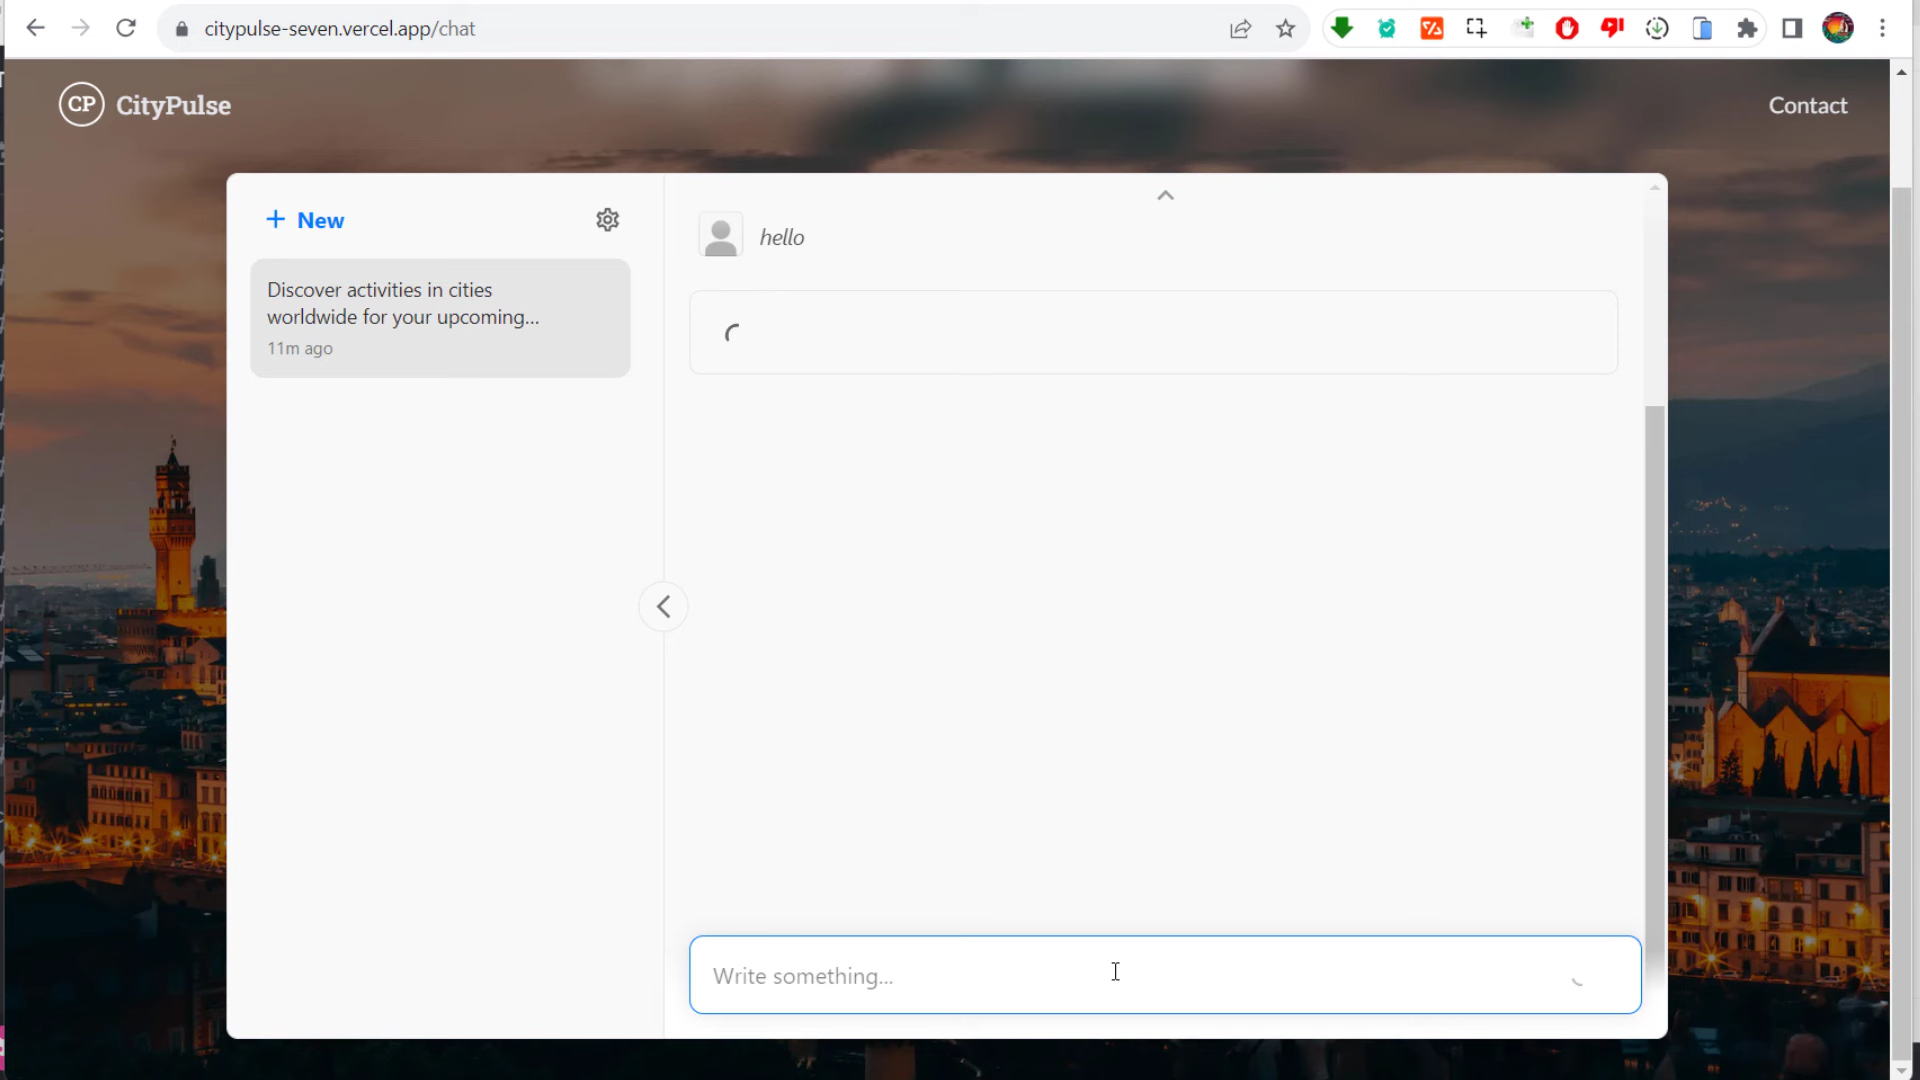 citypulse-seven.vercel.app/chat
CP CityPulse
Contact
+ New
hello
Discover activities in cities
worldwide for your upcoming...
11m ago
Write something...